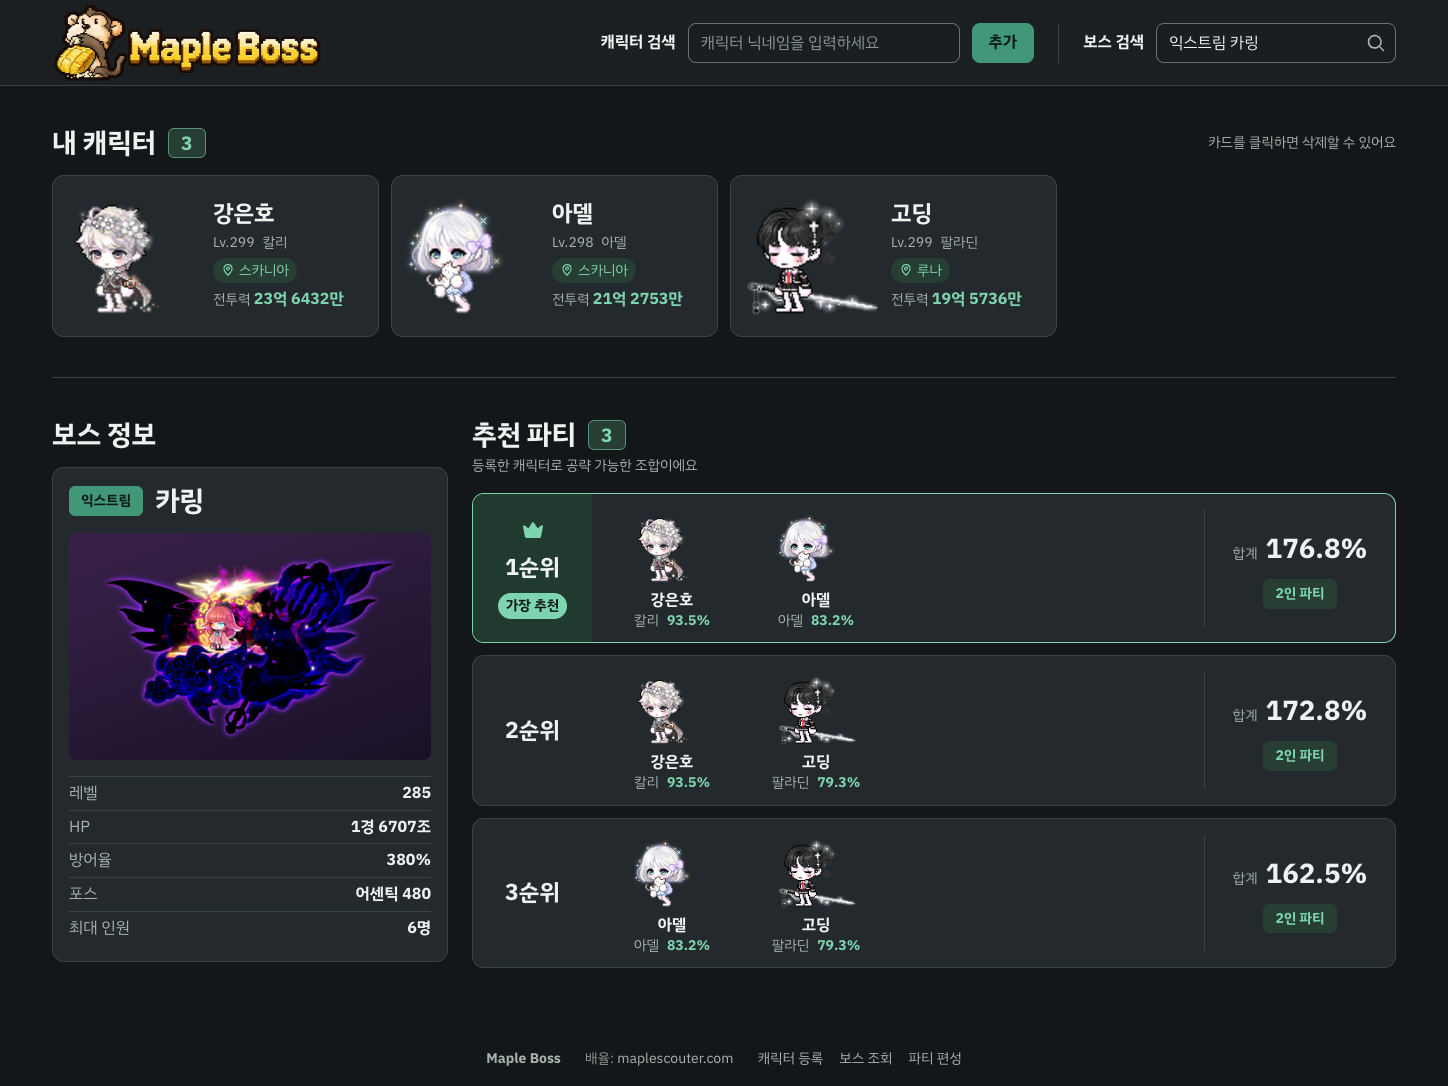 Maple Boss
캐릭터 검색
캐릭터 닉네임을 입력하세요
추가
보스 검색
익스트림 카링
내 캐릭터 3
카드를 클릭하면 삭제할 수 있어요
강은호
Lv.299 칼리
스카니아
전투력 23억 6432만
아델
Lv.298 아델
스카니아
전투력 21억 2753만
고딩
Lv.299 팔라딘
루나
전투력 19억 5736만
보스 정보
익스트림 카링
레벨 285
HP 1경 6707조
방어율 380%
포스 어센틱 480
최대 인원 6명
추천 파티 3
등록한 캐릭터로 공략 가능한 조합이에요
1순위
가장 추천
강은호
칼리 93.5%
아델
아델 83.2%
합계 176.8%
2인 파티
2순위
강은호
칼리 93.5%
고딩
팔라딘 79.3%
합계 172.8%
2인 파티
3순위
아델
아델 83.2%
고딩
팔라딘 79.3%
합계 162.5%
2인 파티
Maple Boss 배율: maplescouter.com 캐릭터 등록 보스 조회 파티 편성